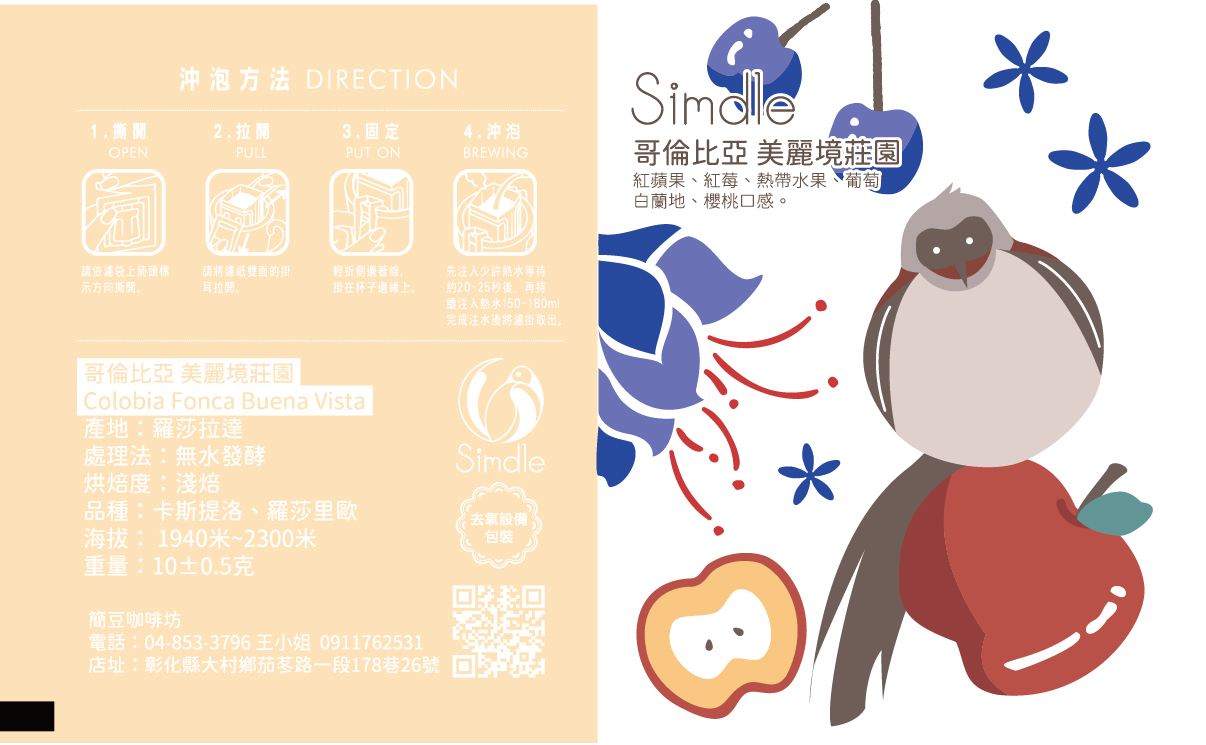 沖泡方法 DIRECTION
1.撕開
OPEN
請依濾袋上箭頭標
示方向撕開。
2.拉開
PULL
請將濾紙雙面的掛
耳拉開。
3.固定
PUT ON
輕折側邊著線,
掛在杯子邊緣上。
4.沖泡
BREWING
先注入少許熱水等待
約20~25秒後，再持
續注入熱水150~180ml
完成注水後將濾掛取出。
哥倫比亞 美麗境莊園
Colobia Fonca Buena Vista
產地：羅莎拉達
處理法：無水發酵
烘焙度：淺焙
品種：卡斯提洛、羅莎里歐
海拔： 1940米~2300米
重量：10±0.5克
Simdle
去氧設備
包裝
簡豆咖啡坊
電話：04-853-3796 王小姐 0911762531
店址：彰化縣大村鄉茄苳路一段178巷26號
Simdle
哥倫比亞 美麗境莊園
紅蘋果、紅莓、熱帶水果、葡萄
白蘭地、櫻桃口感。